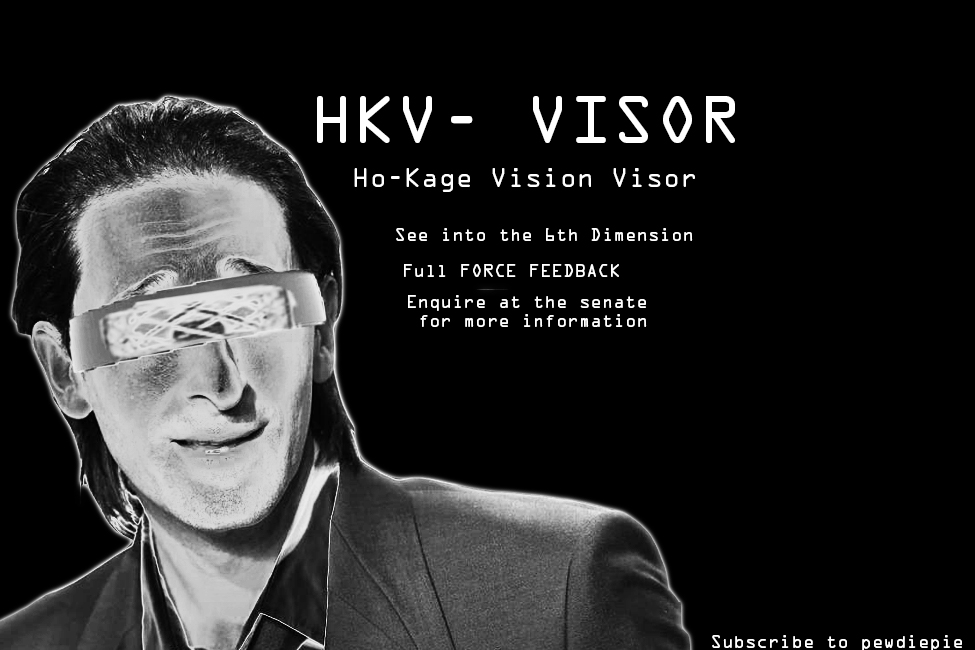 HKV- VISOR
Ho-Kage Vision Visor
See into the 6th Dimension
Full FORCE FEEDBACK
Enquire at the senate
for more information
Subscribe to pewdiepie